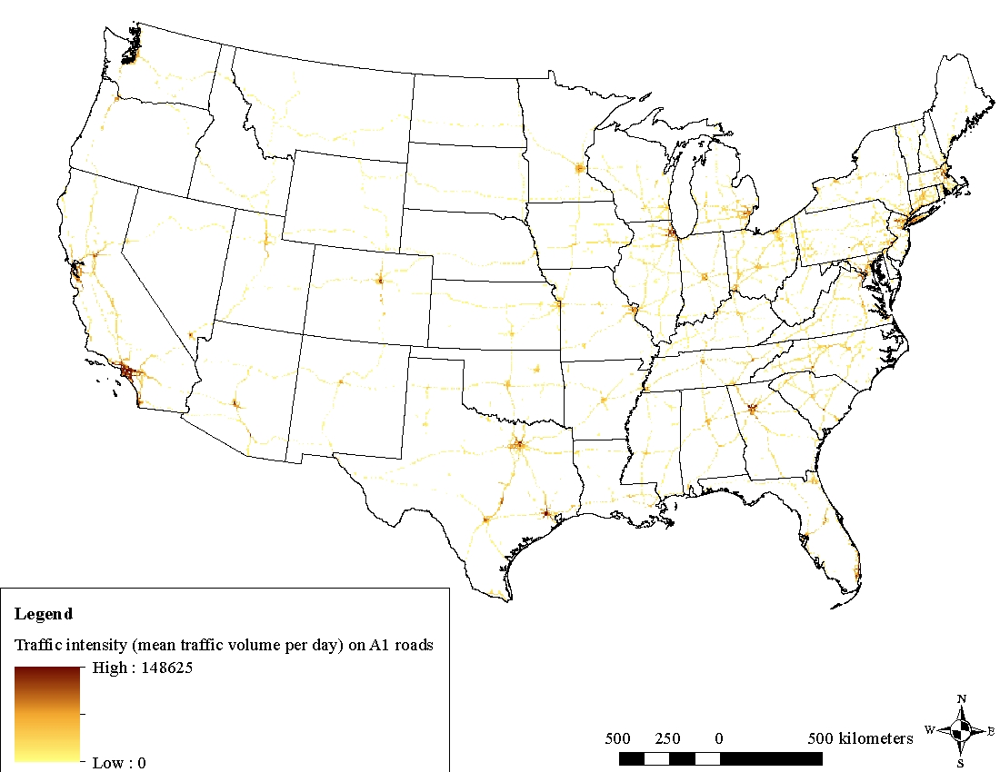 Legend
Traffic intensity (mean traffic volume per day) on A1 roads
High : 148625
Low : 0
500 250 0 500 kilometers
N
W E
S